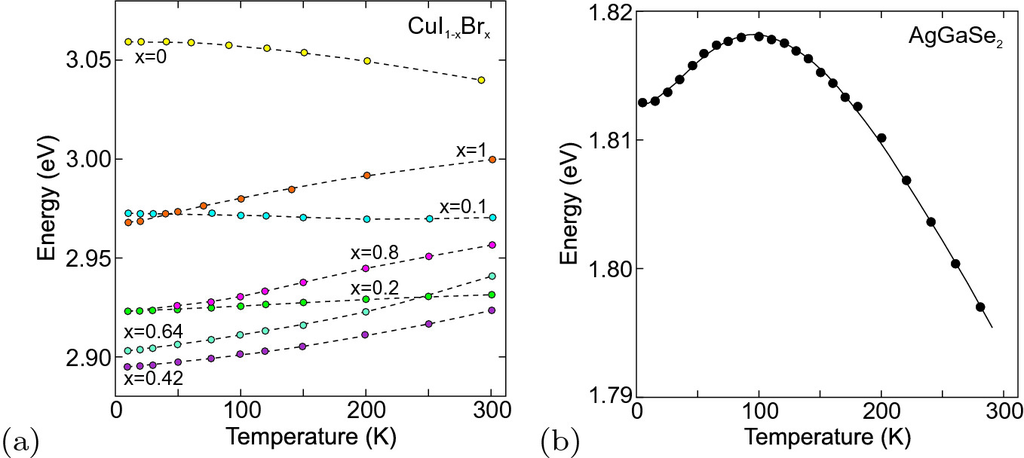 CuI₁₋ₓBrₓ
x=0
x=1
x=0.1
x=0.8
x=0.2
x=0.64
x=0.42
3.05
3.00
2.95
2.90
Energy (eV)
0 100 200 300
Temperature (K)
(a)
AgGaSe₂
1.82
1.81
1.80
1.79
Energy (eV)
0 100 200 300
Temperature (K)
(b)